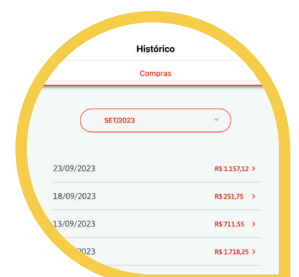 Histórico
Compras
SET/2023
23/09/2023 R$ 1.157,12 >
18/09/2023 R$ 251,75 >
13/09/2023 R$ 711,55 >
/2023 R$ 1.718,25 >